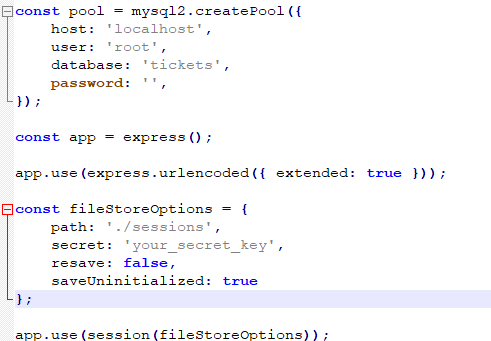 const pool = mysql2.createPool({
    host: 'localhost',
    user: 'root',
    database: 'tickets',
    password: '',
});

const app = express();

app.use(express.urlencoded({ extended: true }));

const fileStoreOptions = {
    path: './sessions',
    secret: 'your_secret_key',
    resave: false,
    saveUninitialized: true
};

app.use(session(fileStoreOptions));